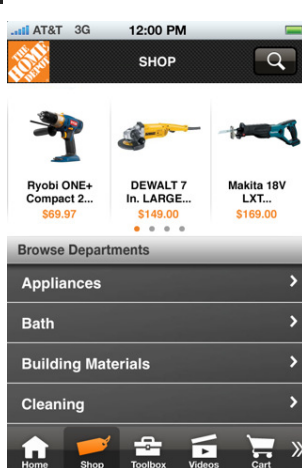 AT&T 3G 12:00 PM
THE HOME DEPOT
SHOP
Ryobi ONE+ Compact 2...
$69.97
DEWALT 7 In. LARGE...
$149.00
Makita 18V LXT...
$169.00
Browse Departments
Appliances
Bath
Building Materials
Cleaning
Home Shop Toolbox Videos Cart